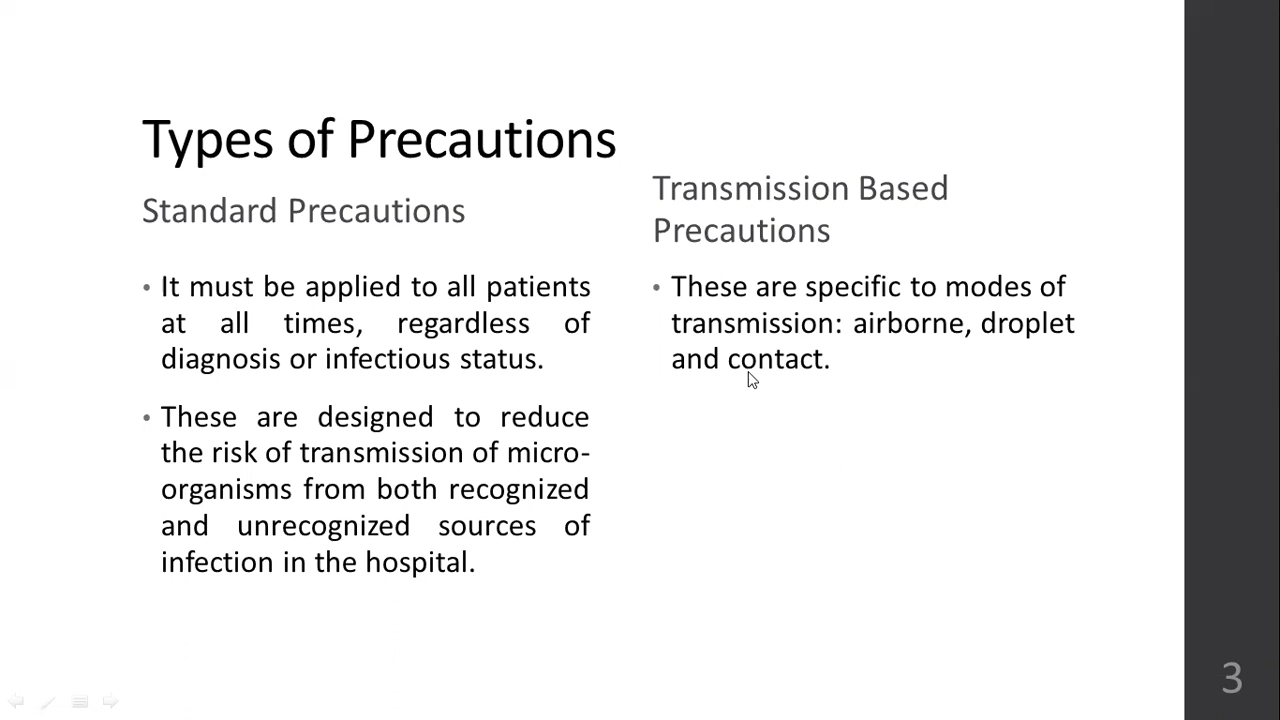 Types of Precautions
Standard Precautions
• It must be applied to all patients
at all times, regardless of
diagnosis or infectious status.
• These are designed to reduce
the risk of transmission of micro-
organisms from both recognized
and unrecognized sources of
infection in the hospital.
Transmission Based
Precautions
• These are specific to modes of
transmission: airborne, droplet
and contact.
3